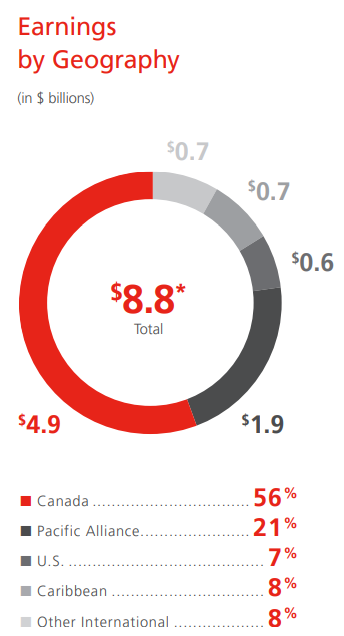 Earnings
by Geography
(in $ billions)
$0.7
$0.7
$0.6
$8.8*
Total
$4.9
$1.9
Canada ................................. 56%
Pacific Alliance....................... 21%
U.S. ......................................... 7%
Caribbean ................................ 8%
Other International ................... 8%